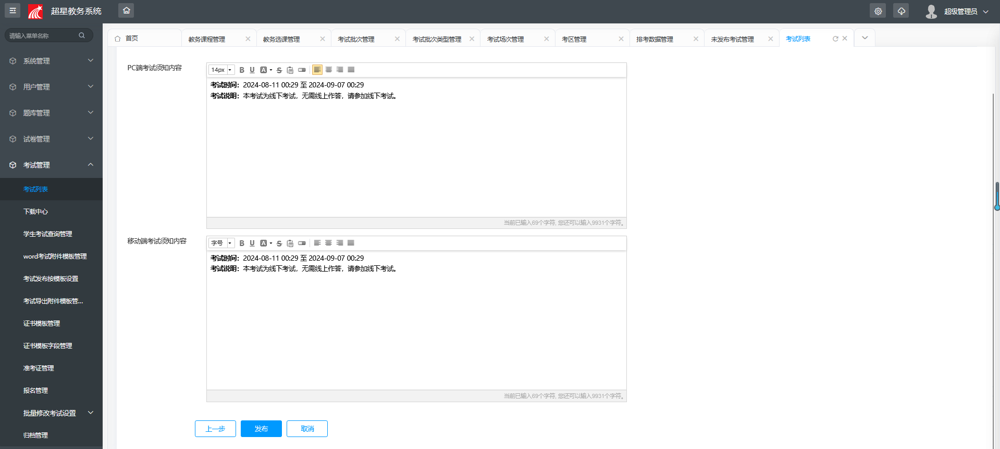 超星教务系统
超级管理员
请输入菜单名称
首页
教务课程管理
教务选课管理
考试批次管理
考试批次类型管理
考试场次管理
考区管理
排考数据管理
未发布考试管理
考试列表
系统管理
用户管理
题库管理
试卷管理
考试管理
考试列表
下载中心
学生考试查询管理
word考试附件模板管理
考试发布按模板设置
考试导出附件模板管...
证书模板管理
证书模板字段管理
准考证管理
报名管理
批量修改考试设置
归档管理
PC端考试须知内容
14px
考试时间：2024-08-11 00:29 至 2024-09-07 00:29
考试说明：本考试为线下考试，无需线上作答，请参加线下考试。
当前已输入69个字符, 您还可以输入9931个字符。
移动端考试须知内容
字号
考试时间：2024-08-11 00:29 至 2024-09-07 00:29
考试说明：本考试为线下考试，无需线上作答，请参加线下考试。
当前已输入69个字符, 您还可以输入9931个字符。
上一步
发布
取消